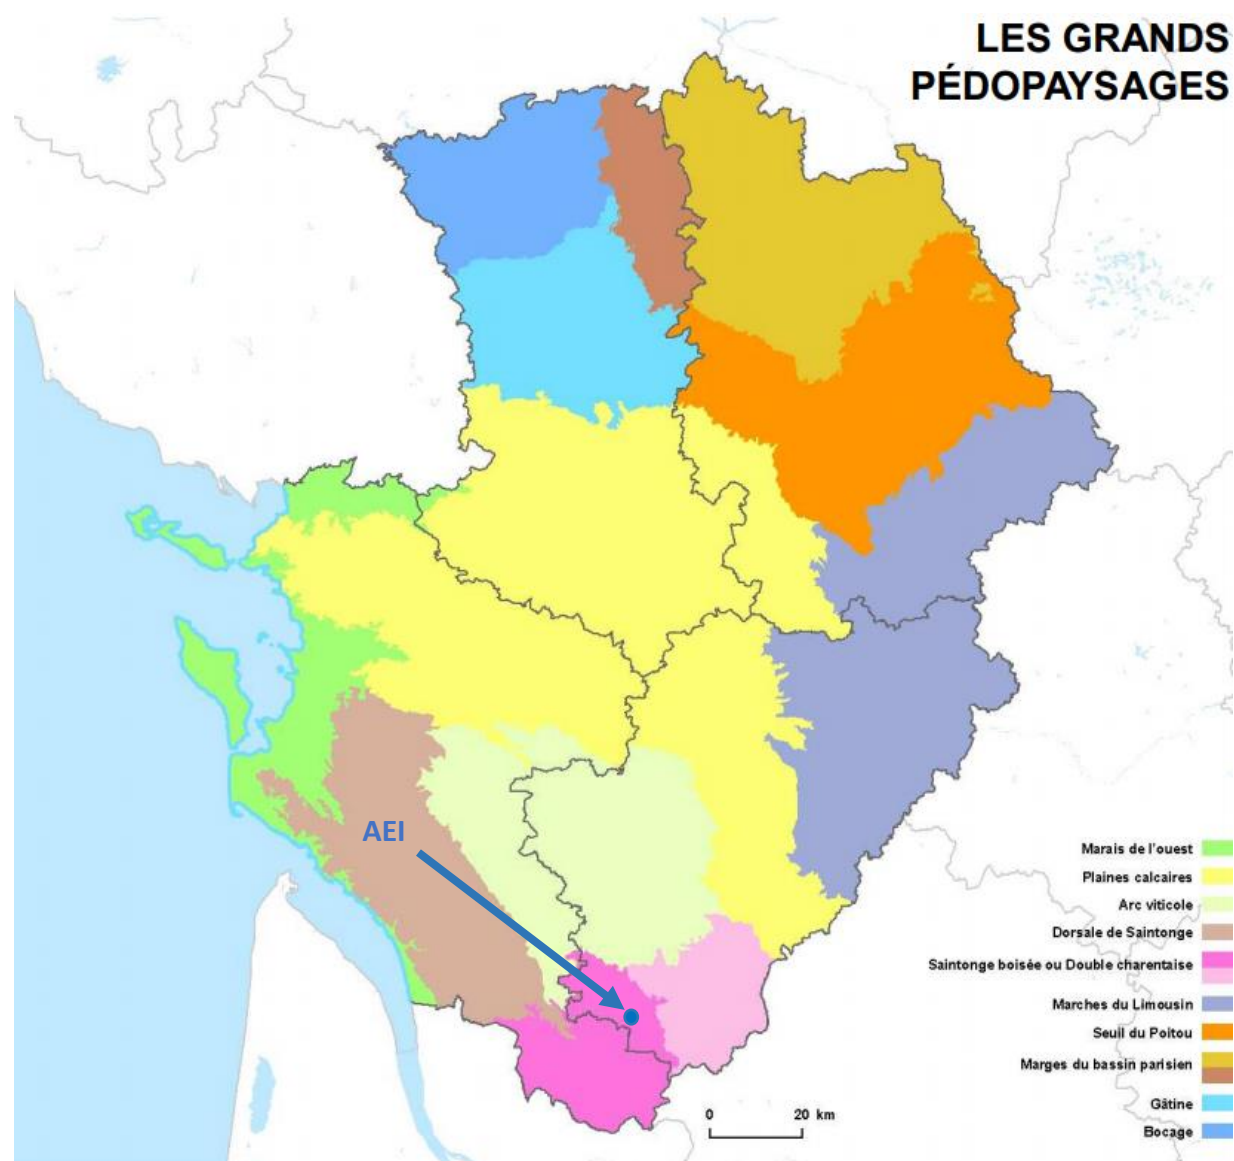 LES GRANDS
PÉDOPAYSAGES
AEI
Marais de l'ouest
Plaines calcaires
Arc viticole
Dorsale de Saintonge
Saintonge boisée ou Double charentaise
Marches du Limousin
Seuil du Poitou
Marges du bassin parisien
Gâtine
Bocage
0 20 km